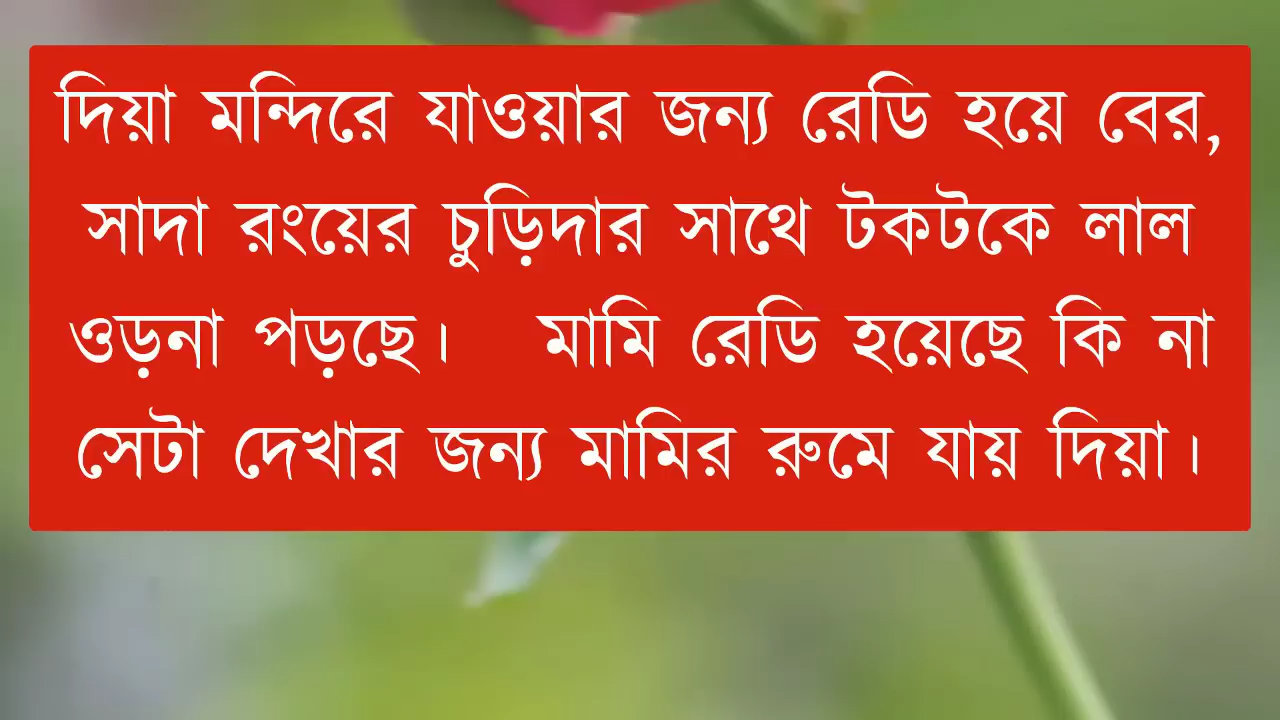 দিয়া মন্দিরে যাওয়ার জন্য রেডি হয়ে বের,
সাদা রংয়ের চুড়িদার সাথে টকটকে লাল
ওড়না পড়ছে। মামি রেডি হয়েছে কি না
সেটা দেখার জন্য মামির রুমে যায় দিয়া।